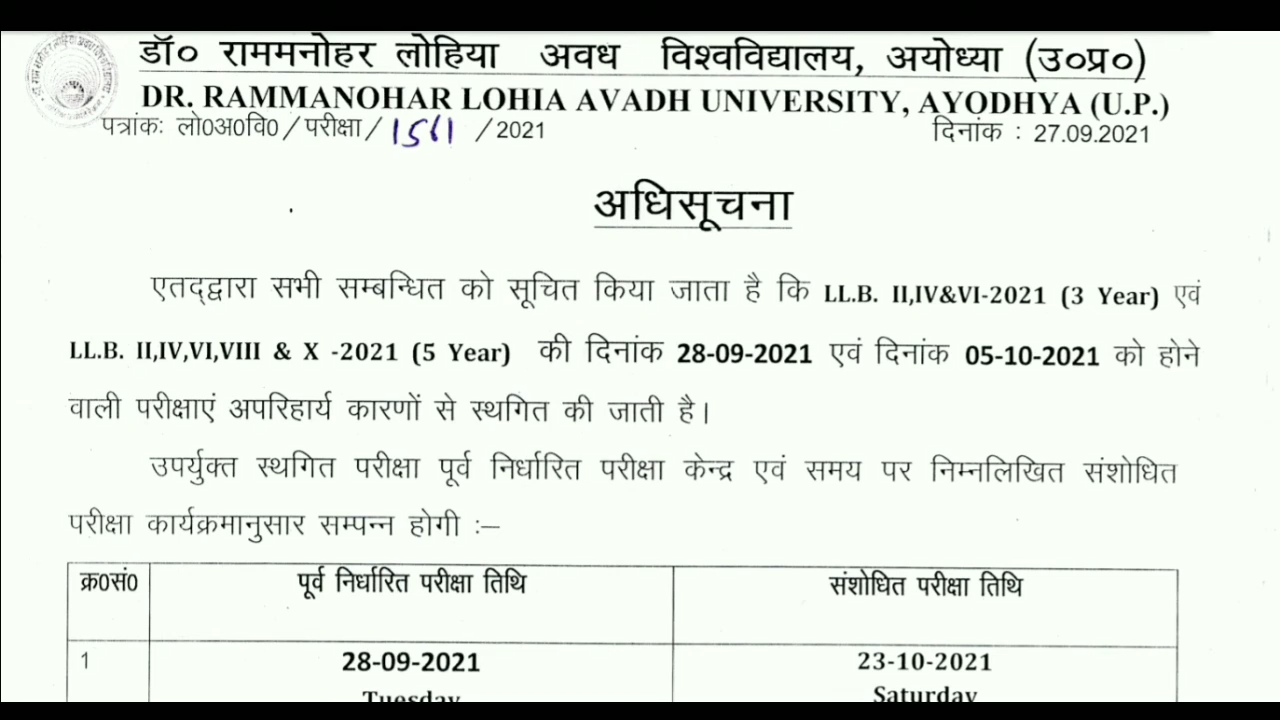 डॉ० राममनोहर लोहिया अवध विश्वविद्यालय, अयोध्या (उ०प्र०)
DR. RAMMANOHAR LOHIA AVADH UNIVERSITY, AYODHYA (U.P.)
पत्रांकः लो0अ0वि0/परीक्षा/1561/2021 दिनांक : 27.09.2021
अधिसूचना
एतद्द्वारा सभी सम्बन्धित को सूचित किया जाता है कि LL.B. II,IV&VI-2021 (3 Year) एवं
LL.B. II,IV,VI,VIII & X -2021 (5 Year) की दिनांक 28-09-2021 एवं दिनांक 05-10-2021 को होने
वाली परीक्षाएं अपरिहार्य कारणों से स्थगित की जाती है।
उपर्युक्त स्थगित परीक्षा पूर्व निर्धारित परीक्षा केन्द्र एवं समय पर निम्नलिखित संशोधित
परीक्षा कार्यक्रमानुसार सम्पन्न होगी :–
क्र0सं0 पूर्व निर्धारित परीक्षा तिथि संशोधित परीक्षा तिथि
1 28-09-2021 23-10-2021
Tuesday Saturday